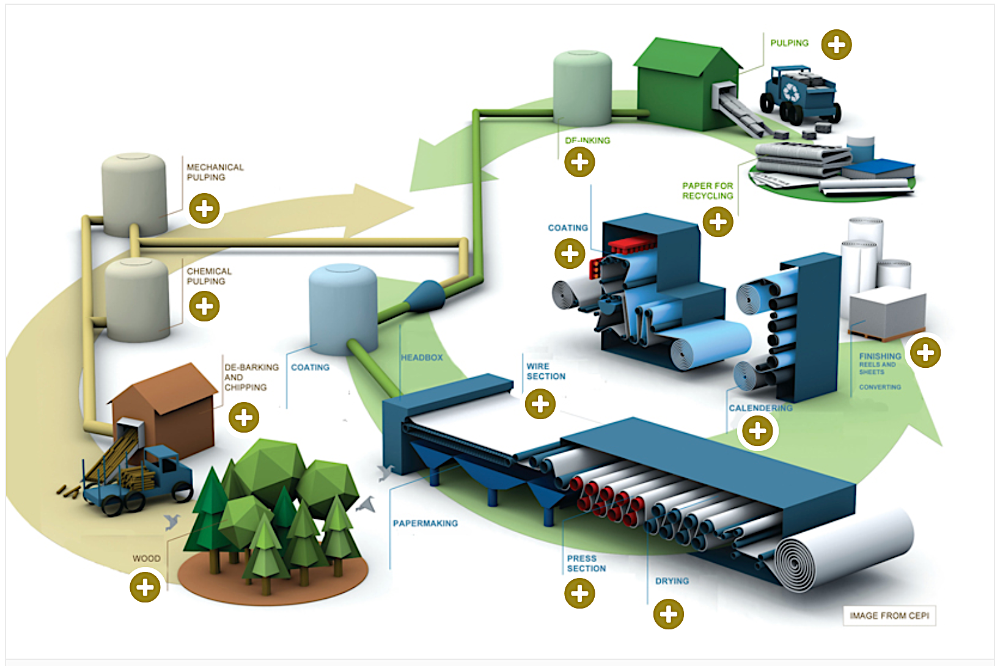 PULPING
DE-INKING
PAPER FOR
RECYCLING
MECHANICAL
PULPING
COATING
CHEMICAL
PULPING
DE-BARKING
AND
CHIPPING
COATING
HEADBOX
WIRE
SECTION
FINISHING
REELS AND
SHEETS
CONVERTING
CALENDERING
PAPERMAKING
WOOD
PRESS
SECTION
DRYING
IMAGE FROM CEPI